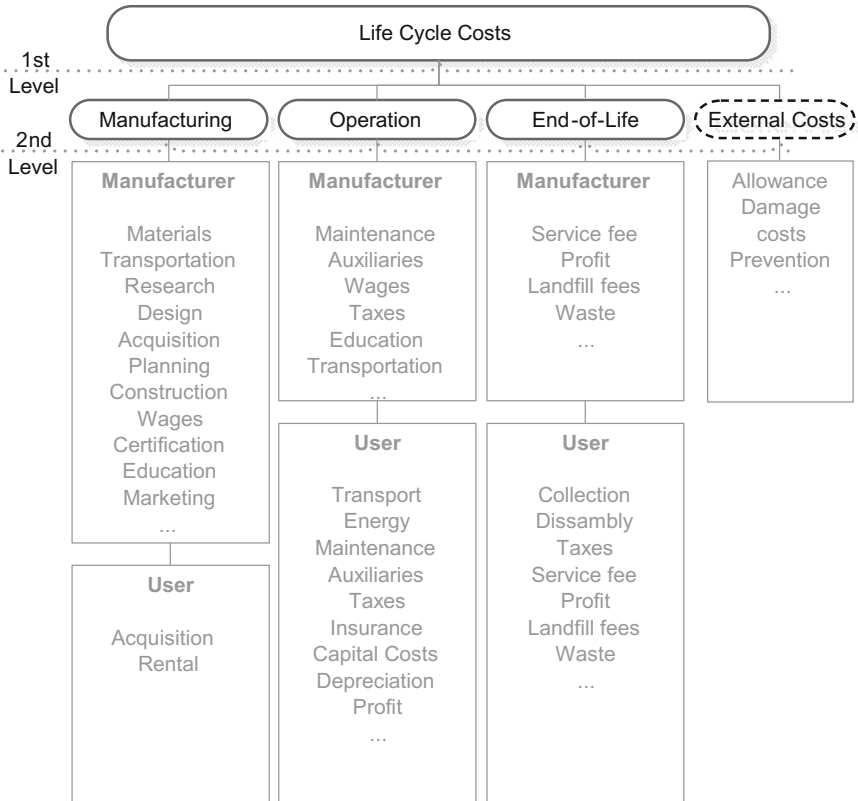 Life Cycle Costs
1st
Level
Manufacturing
Operation
End-of-Life
External Costs
2nd
Level
Manufacturer
Materials
Transportation
Research
Design
Acquisition
Planning
Construction
Wages
Certification
Education
Marketing
...
User
Acquisition
Rental
Manufacturer
Maintenance
Auxiliaries
Wages
Taxes
Education
Transportation
...
User
Transport
Energy
Maintenance
Auxiliaries
Taxes
Insurance
Capital Costs
Depreciation
Profit
...
Manufacturer
Service fee
Profit
Landfill fees
Waste
...
User
Collection
Dissambly
Taxes
Service fee
Profit
Landfill fees
Waste
...
Allowance
Damage
costs
Prevention
...